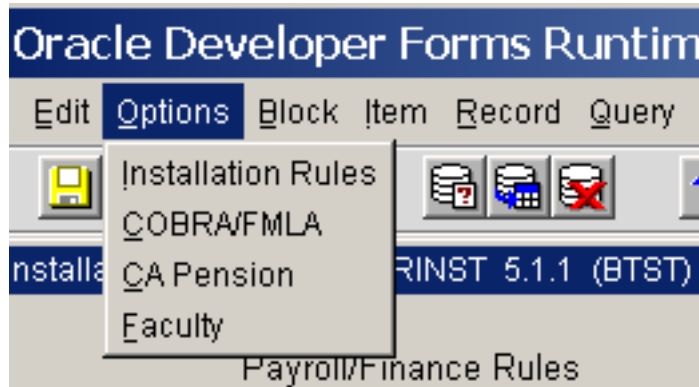 Oracle Developer Forms Runtim
Edit Options Block Item Record Query
Installation Rules
COBRA/FMLA
nstalla RINST 5.1.1 (BTST)
CA Pension
Faculty
Payroll/Finance Rules